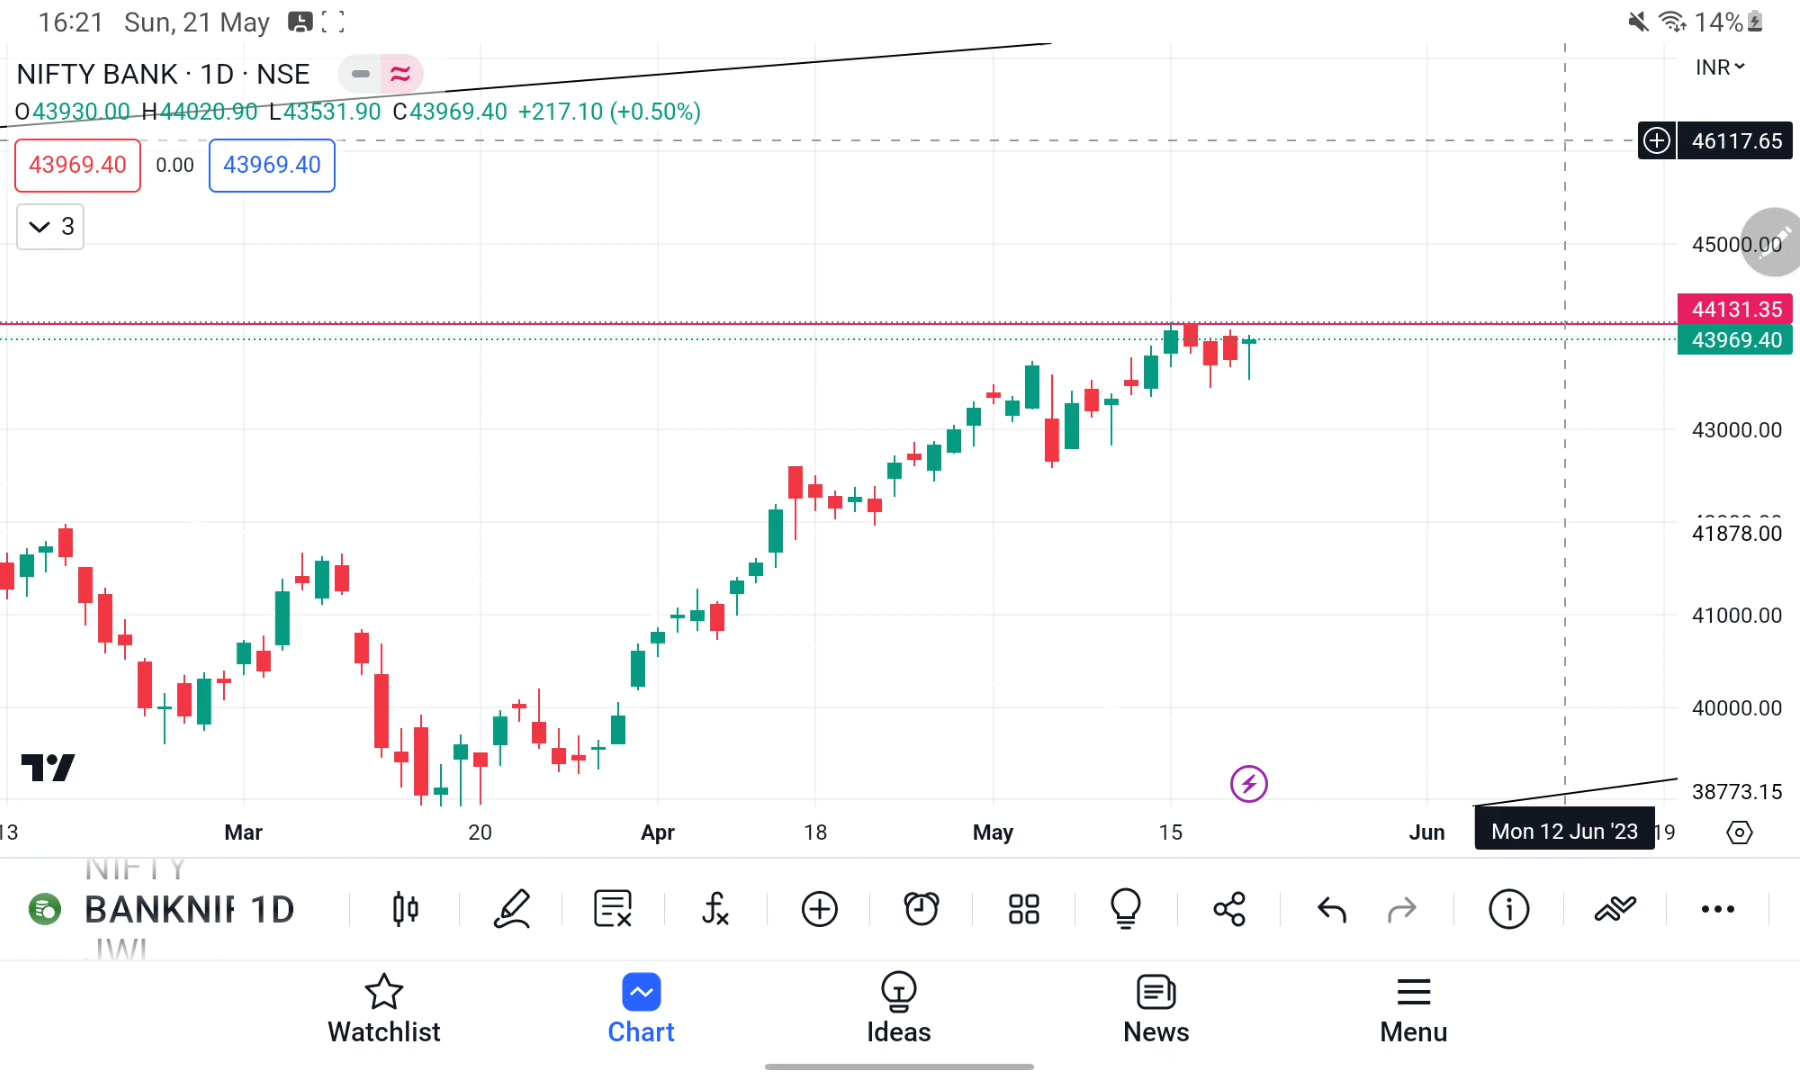 16:21 Sun, 21 May
14%
NIFTY BANK · 1D · NSE
INR
O43930.00 H44020.90 L43531.90 C43969.40 +217.10 (+0.50%)
46117.65
43969.40 0.00 43969.40
3
45000.00
44131.35
43969.40
43000.00
41878.00
41000.00
40000.00
38773.15
13 Mar 20 Apr 18 May 15 Jun Mon 12 Jun '23 19
NIFTY
BANKNIF 1D
Watchlist Chart Ideas News Menu